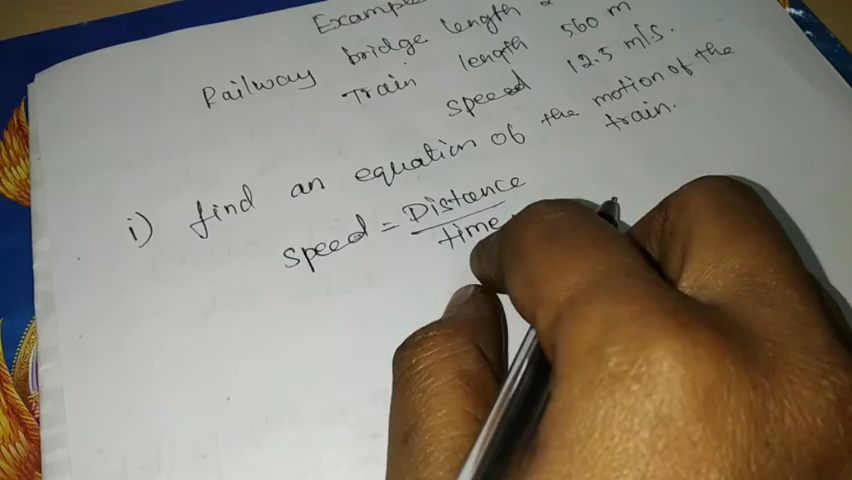 Railway bridge length
Train length 560 m
speed 12.5 m/s.
i) find an equation of the motion of the
train.
speed = Distance
time